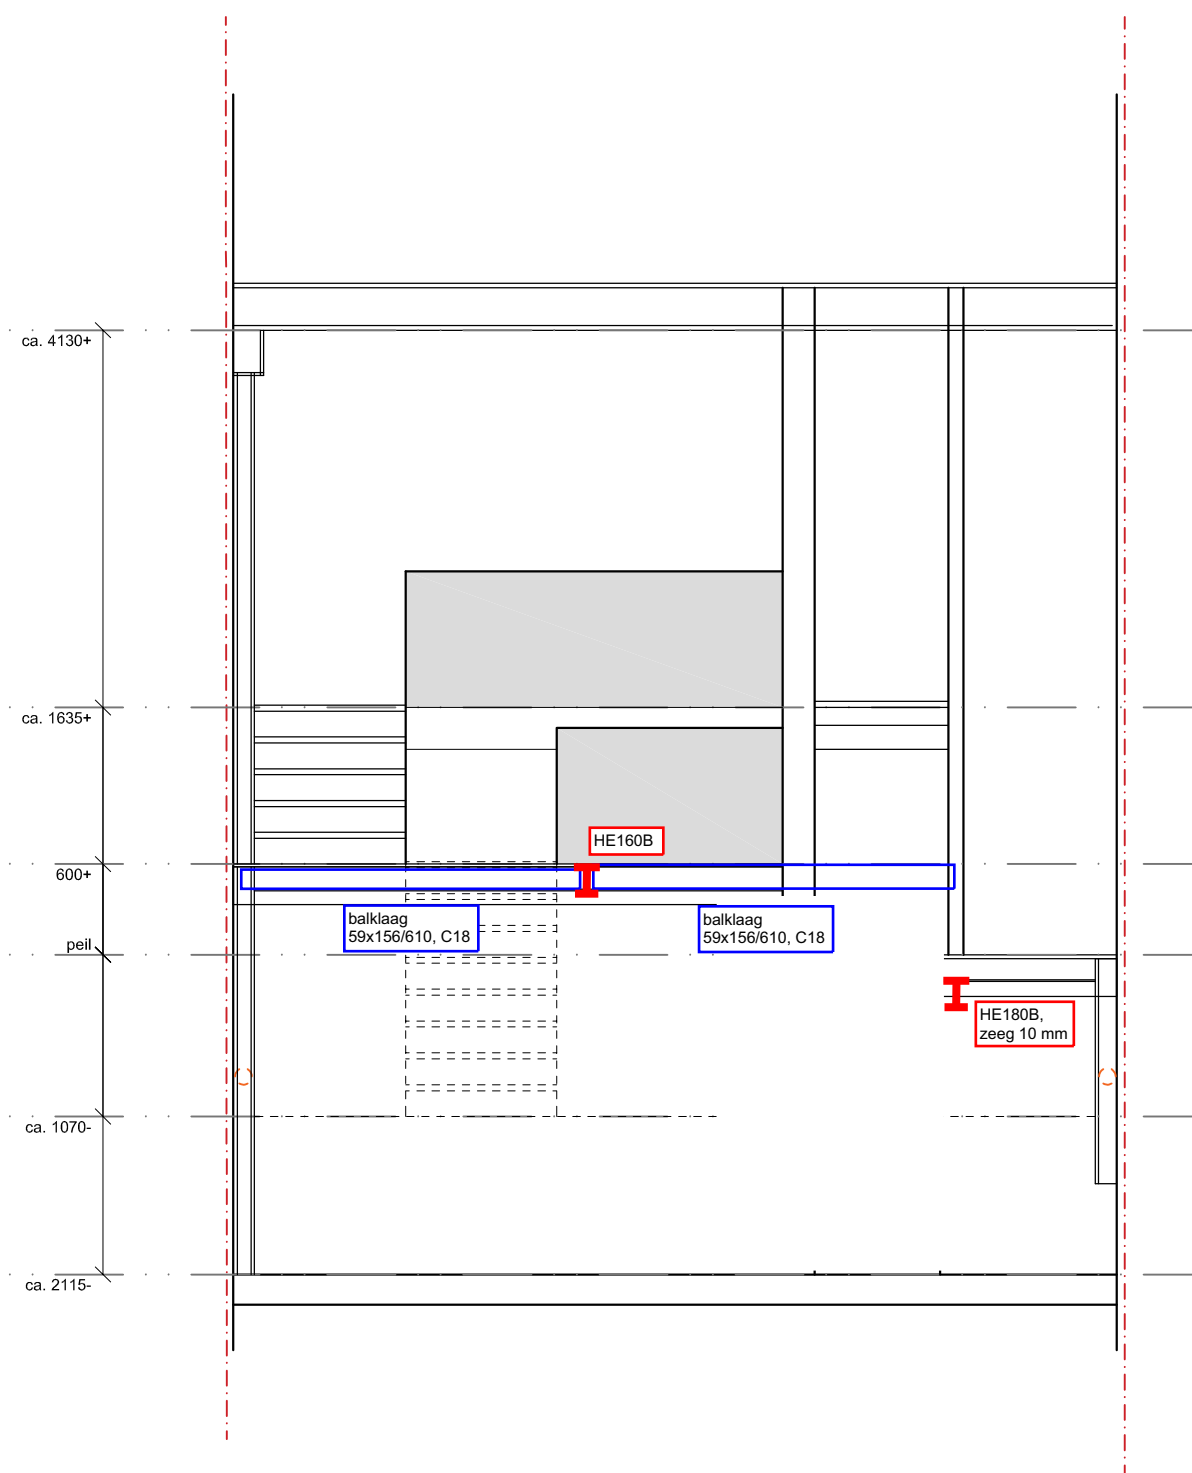 ca. 4130+
ca. 1635+
HE160B
600+
balklaag
59x156/610, C18
balklaag
59x156/610, C18
peil
HE180B,
zeeg 10 mm
ca. 1070-
ca. 2115-